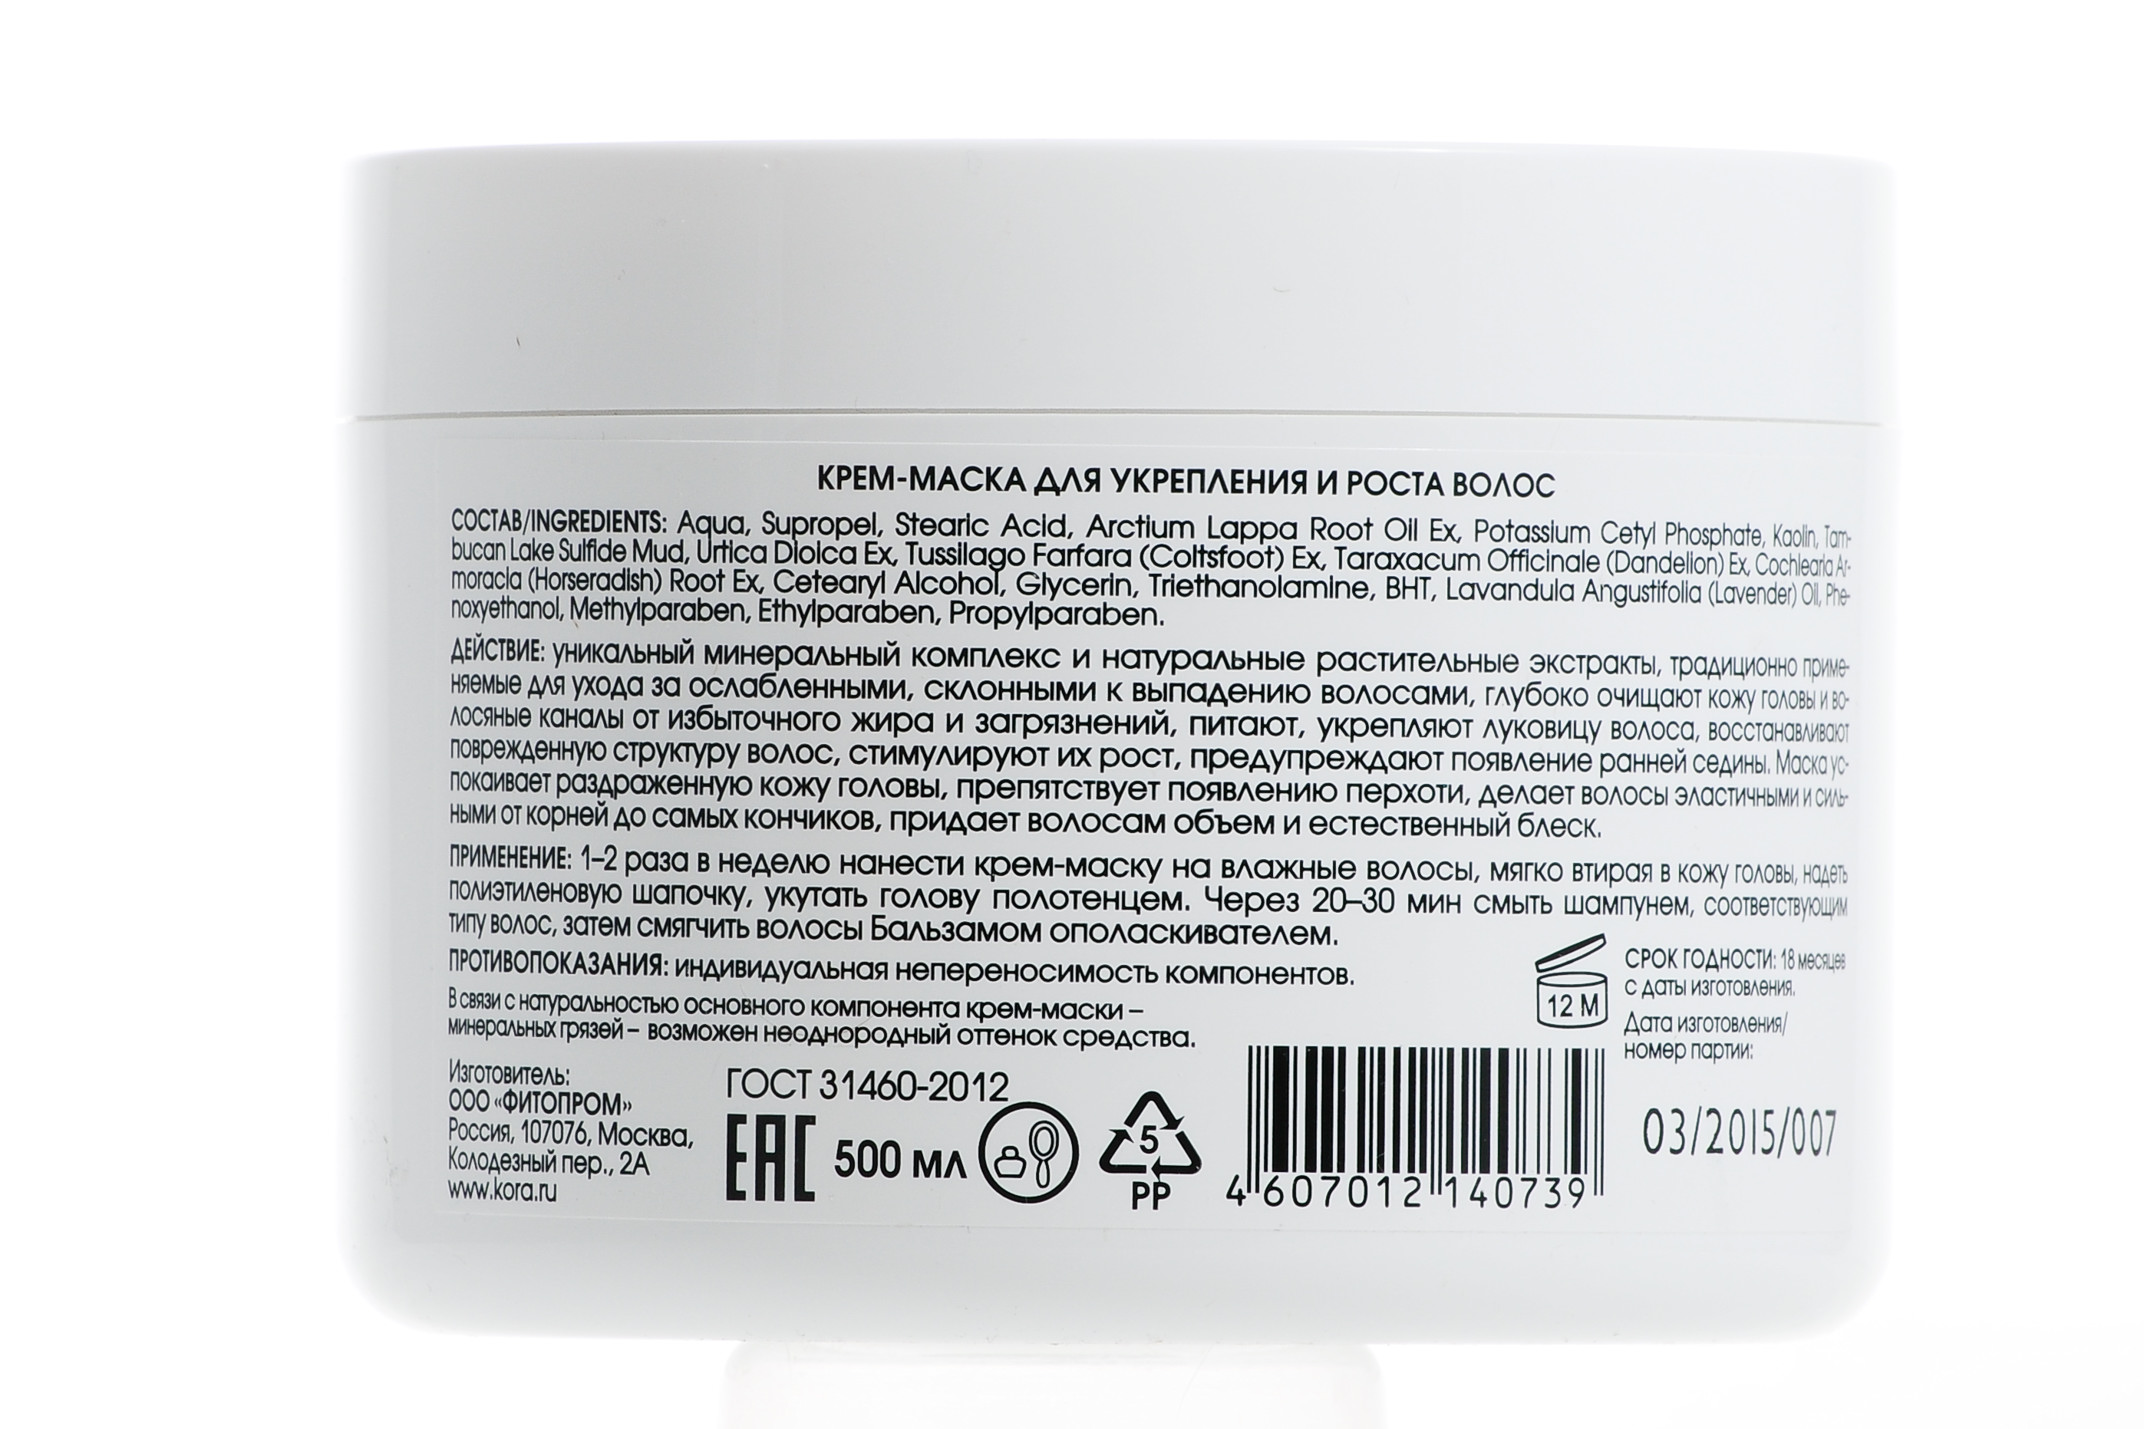 КРЕМ-МАСКА ДЛЯ УКРЕПЛЕНИЯ И РОСТА ВОЛОС
СОСТАВ/INGREDIENTS: Aqua, Supropel, Stearic Acid, Arctium Lappa Root Oil Ex, Potassium Cetyl Phosphate, Kaolin, Tam-
bucan Lake Sulfide Mud, Urtica Dioica Ex, Tussilago Farfara (Coltsfoot) Ex, Taraxacum Officinale (Dandelion) Ex, Cochlearia Ar-
moracia (Horseradish) Root Ex, Cetearyl Alcohol, Glycerin, Triethanolamine, BHT, Lavandula Angustifolia (Lavender) Oil, Phe-
noxyethanol, Methylparaben, Ethylparaben, Propylparaben.
ДЕЙСТВИЕ: уникальный минеральный комплекс и натуральные растительные экстракты, традиционно приме-
няемые для ухода за ослабленными, склонными к выпадению волосами, глубоко очищают кожу головы и во-
лосяные каналы от избыточного жира и загрязнений, питают, укрепляют луковицу волоса, восстанавливают
поврежденную структуру волос, стимулируют их рост, предупреждают появление ранней седины. Маска ус-
покаивает раздраженную кожу головы, препятствует появлению перхоти, делает волосы эластичными и силь-
ными от корней до самых кончиков, придает волосам объем и естественный блеск.
ПРИМЕНЕНИЕ: 1–2 раза в неделю нанести крем-маску на влажные волосы, мягко втирая в кожу головы, надеть
полиэтиленовую шапочку, укутать голову полотенцем. Через 20–30 мин смыть шампунем, соответствующим
типу волос, затем смягчить волосы Бальзамом ополаскивателем.
ПРОТИВОПОКАЗАНИЯ: индивидуальная непереносимость компонентов.
В связи с натуральностью основного компонента крем-маски –
минеральных грязей – возможен неоднородный оттенок средства.
12 М
СРОК ГОДНОСТИ: 18 месяцев
с даты изготовления.
Дата изготовления/
номер партии:
03/2015/007
Изготовитель:
ООО «ФИТОПРОМ»
Россия, 107076, Москва,
Колодезный пер., 2А
www.kora.ru
ГОСТ 31460-2012
EAC 500 мл
5
PP
4 607012 140739